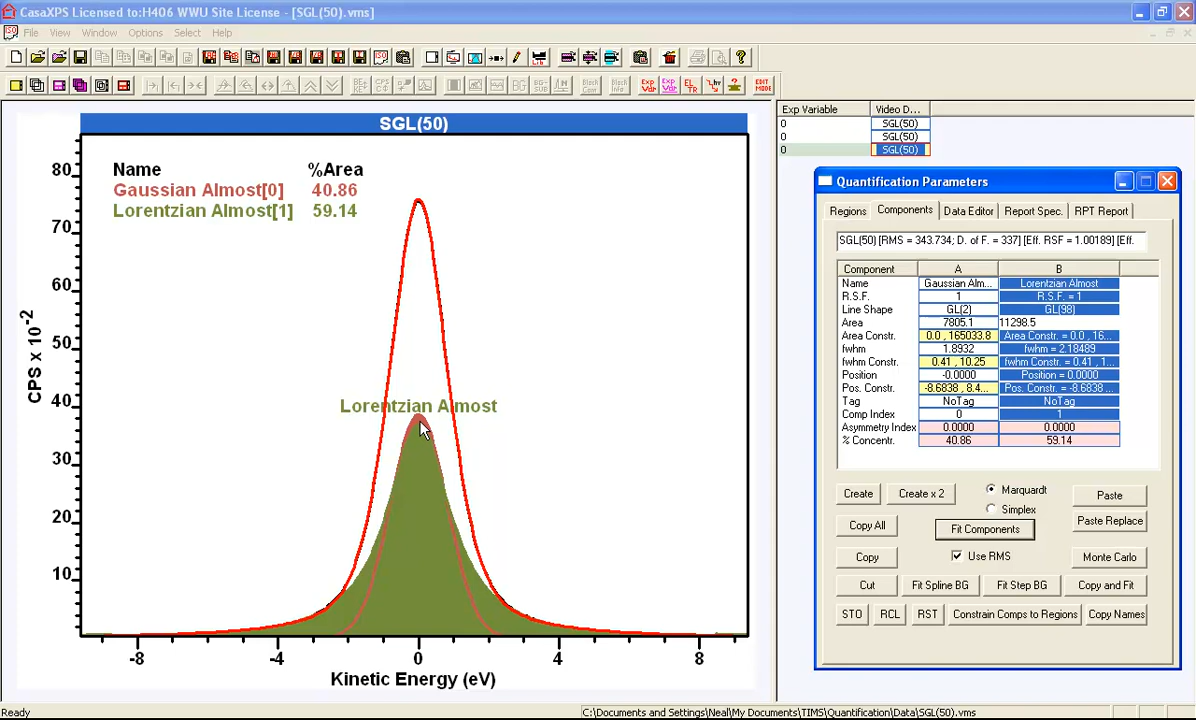 CasaXPS Licensed to:H406 WWU Site License - [SGL(50).vms]
File View Window Options Select Help
SGL(50)
Name %Area
Gaussian Almost[0] 40.86
Lorentzian Almost[1] 59.14
CPS x 10-2
80
70
60
50
40
30
20
10
Lorentzian Almost
-8 -4 0 4 8
Kinetic Energy (eV)
Exp Variable Video D...
0 SGL(50)
0 SGL(50)
0 SGL(50)
Quantification Parameters
Regions Components Data Editor Report Spec. RPT Report
SGL(50) [RMS = 343.734; D. of F. = 337] [Eff. RSF = 1.00189] [Eff.
Component A B
Name Gaussian Alm... Lorentzian Almost
R.S.F. 1 R.S.F. = 1
Line Shape GL(2) GL(98)
Area 7805.1 11298.5
Area Constr. 0.0 , 165033.8 Area Constr. = 0.0 , 16...
fwhm 1.8932 fwhm = 2.18489
fwhm Constr. 0.41 , 10.25 fwhm Constr. = 0.41 , 1...
Position -0.0000 Position = 0.0000
Pos. Constr. -8.6838 , 8.4... Pos. Constr. = -8.6838 ...
Tag NoTag NoTag
Comp Index 0 1
Asymmetry Index 0.0000 0.0000
% Concentr. 40.86 59.14
Create Create x 2 Marquardt Paste
Simplex
Copy All Fit Components Paste Replace
Copy Use RMS Monte Carlo
Cut Fit Spline BG Fit Step BG Copy and Fit
STO RCL RST Constrain Comps to Regions Copy Names
Ready C:\Documents and Settings\Neal\My Documents\TIMS\Quantification\Data\SGL(50).vms